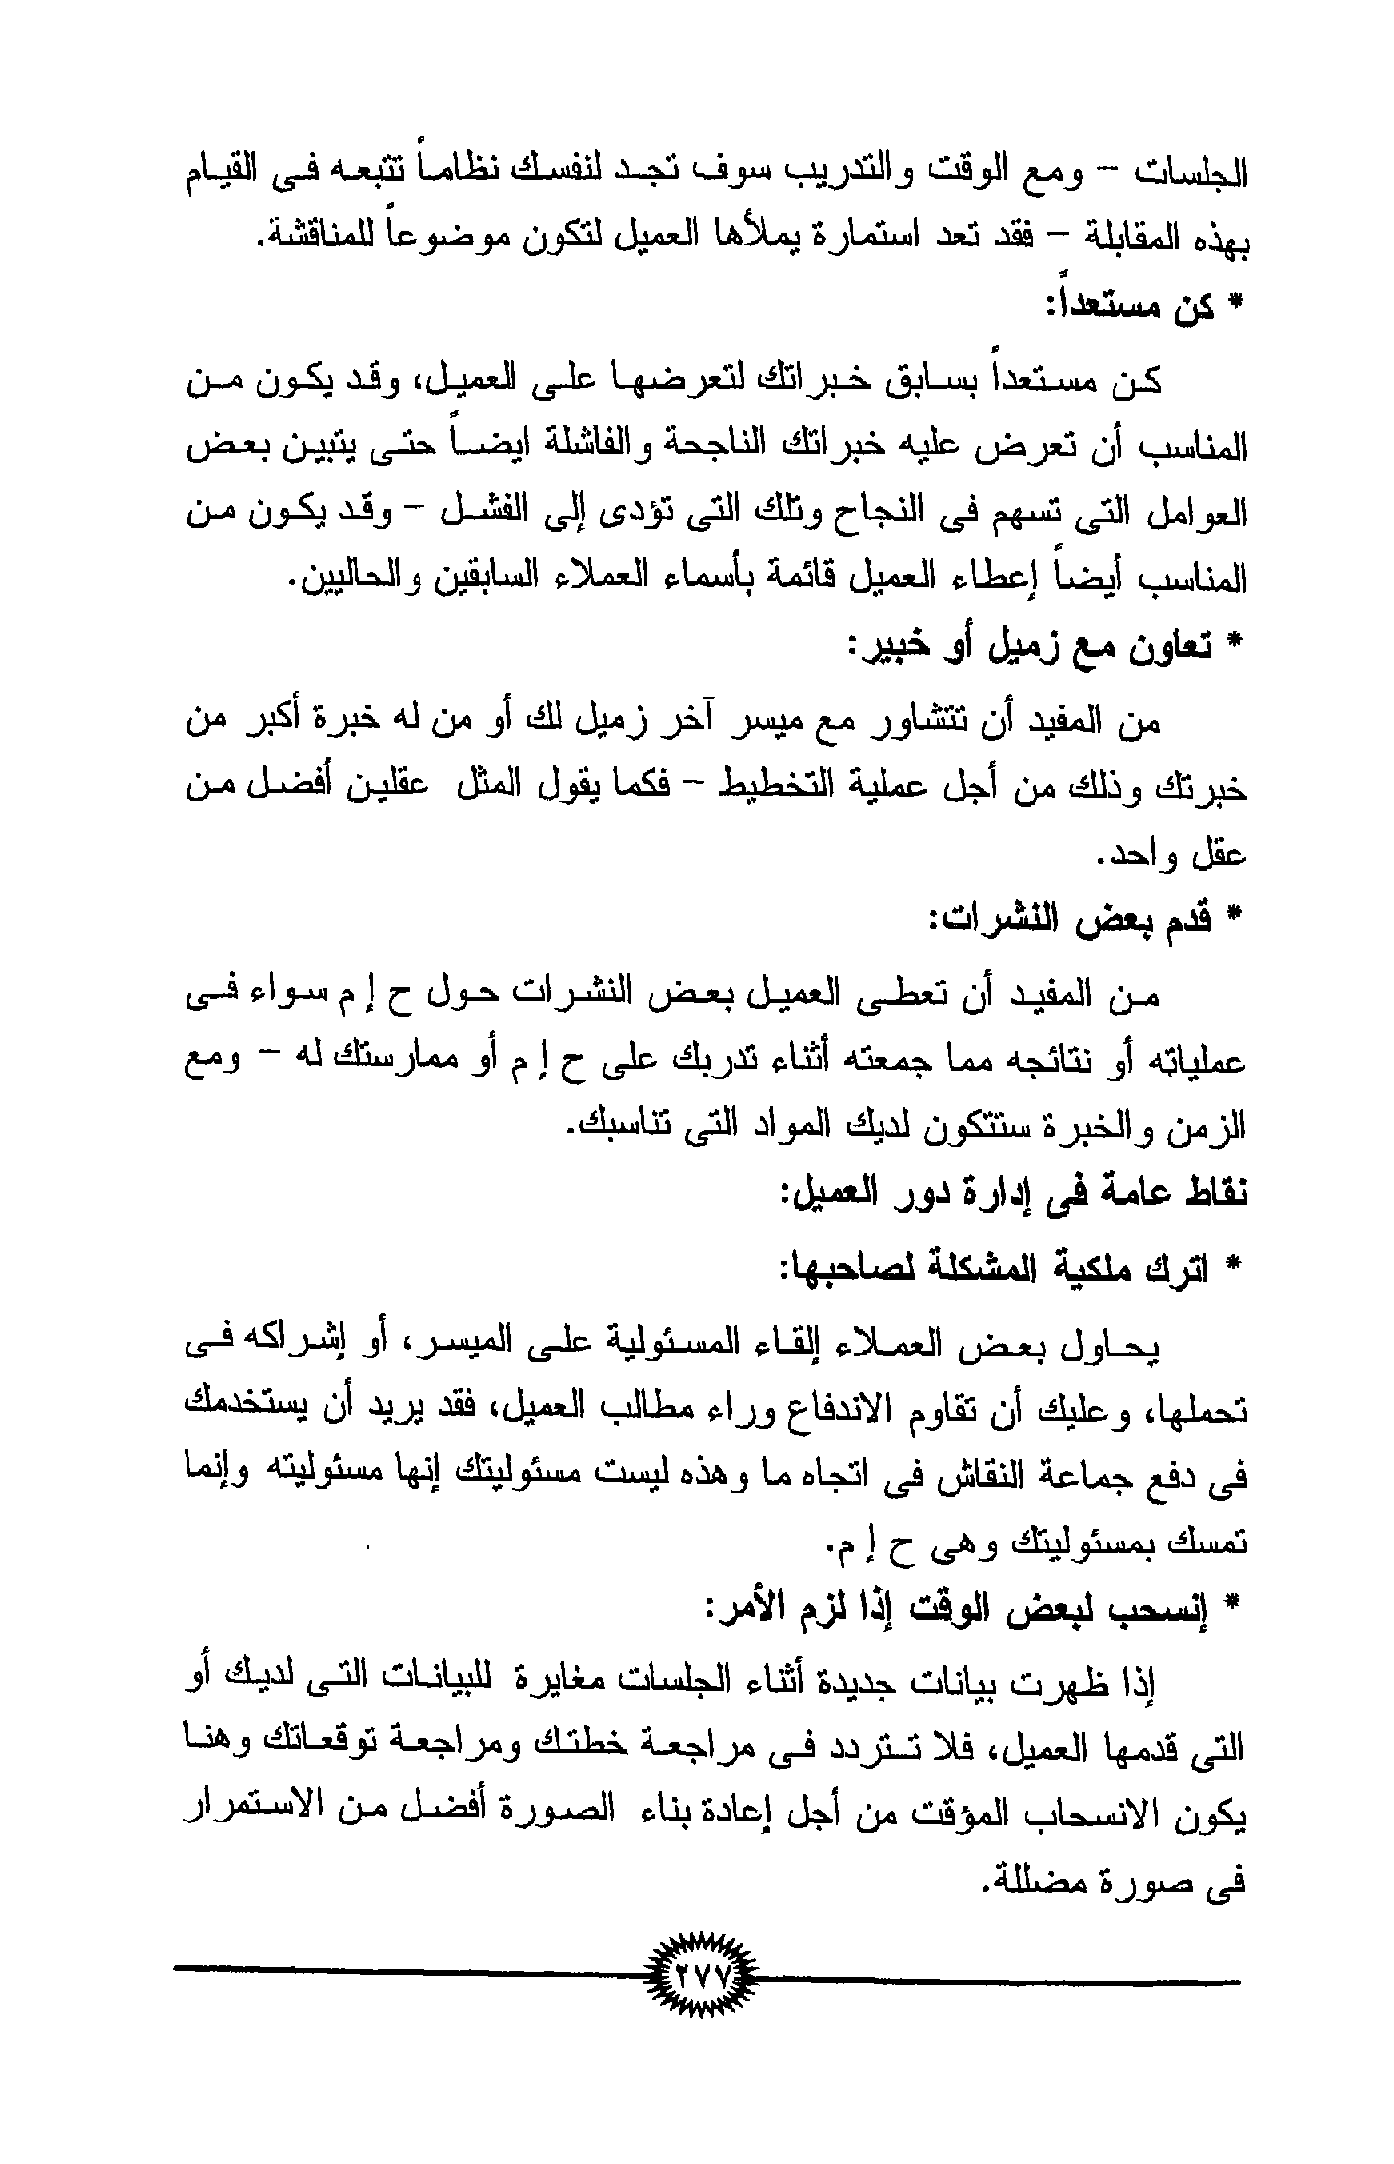 الجلسات – ومع الوقت والتدريب سوف تجد لنفسك نظاماً تتبعه فى القيام
بهذه المقابلة – فقد تعد استمارة يملأها العميل لتكون موضوعاً للمناقشة.
* كن مستعداً:
كن مستعداً بسابق خبراتك لتعرضها على العميل، وقد يكون من
المناسب أن تعرض عليه خبراتك الناجحة والفاشلة ايضاً حتى يتبين بعض
العوامل التى تسهم فى النجاح وتلك التى تؤدى إلى الفشل – وقد يكون من
المناسب أيضاً إعطاء العميل قائمة بأسماء العملاء السابقين والحاليين.
* تعاون مع زميل أو خبير:
من المفيد أن تتشاور مع ميسر آخر زميل لك أو من له خبرة أكبر من
خبرتك وذلك من أجل عملية التخطيط – فكما يقول المثل عقلين أفضل من
عقل واحد.
* قدم بعض النشرات:
من المفيد أن تعطى العميل بعض النشرات حول ح إ م سواء فى
عملياته أو نتائجه مما جمعته أثناء تدربك على ح إ م أو ممارستك له – ومع
الزمن والخبرة ستتكون لديك المواد التى تناسبك.
نقاط عامة فى إدارة دور العميل:
* اترك ملكية المشكلة لصاحبها:
يحاول بعض العملاء إلقاء المسئولية على الميسر، أو إشراكه فى
تحملها، وعليك أن تقاوم الاندفاع وراء مطالب العميل، فقد يريد أن يستخدمك
فى دفع جماعة النقاش فى اتجاه ما وهذه ليست مسئوليتك إنها مسئوليته وإنما
تمسك بمسئوليتك وهى ح إ م.
* إنسحب لبعض الوقت إذا لزم الأمر:
إذا ظهرت بيانات جديدة أثناء الجلسات مغايرة للبيانات التى لديك أو
التى قدمها العميل، فلا تتردد فى مراجعة خطتك ومراجعة توقعاتك وهنا
يكون الانسحاب المؤقت من أجل إعادة بناء الصورة أفضل من الاستمرار
فى صورة مضللة.
٢٧٧